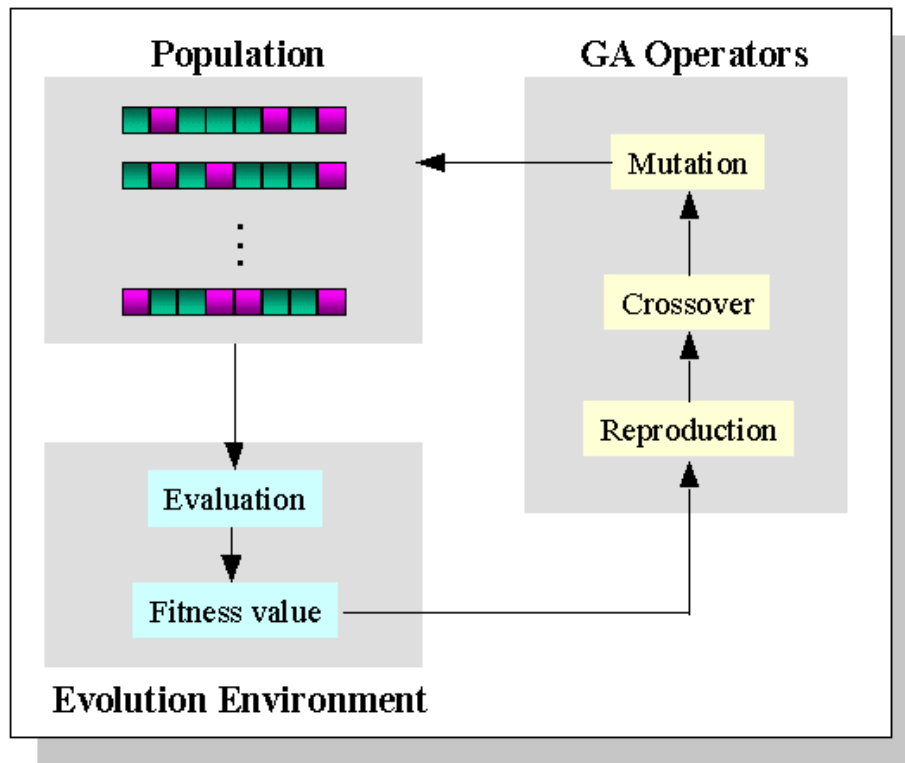 Population
GA Operators
Mutation
Crossover
Reproduction
Evaluation
Fitness value
Evolution Environment